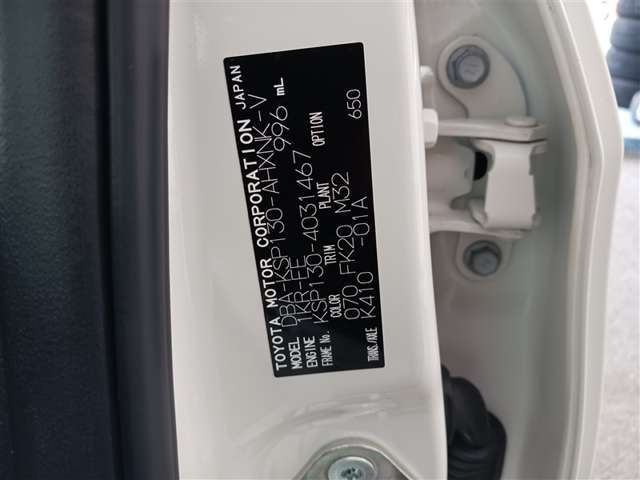 TOYOTA MOTOR CORPORATION JAPAN
MODEL DBA-KSP130-AHXNK-V
ENGINE 1KR-FE 996 mL
FRAME No. KSP130-4031467
COLOR TRIM PLANT OPTION
070 FK20 M32 650
TRANS./AXLE K410 -01A